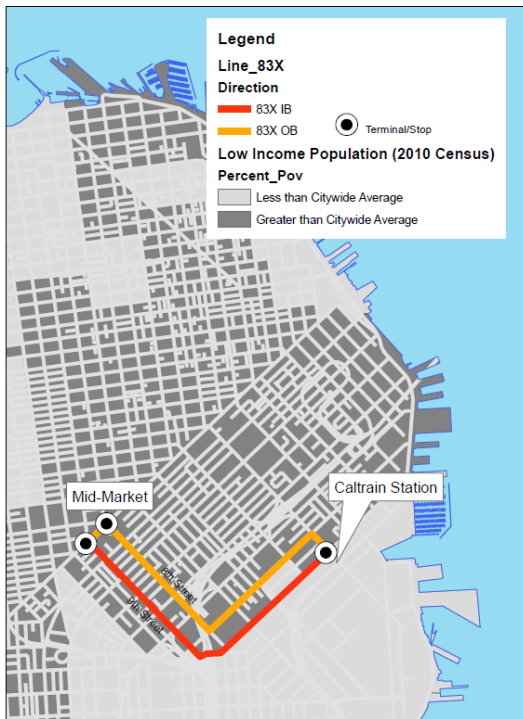 Legend
Line_83X
Direction
83X IB
83X OB
Terminal/Stop
Low Income Population (2010 Census)
Percent_Pov
Less than Citywide Average
Greater than Citywide Average
Caltrain Station
Mid-Market
8th Street
9th Street